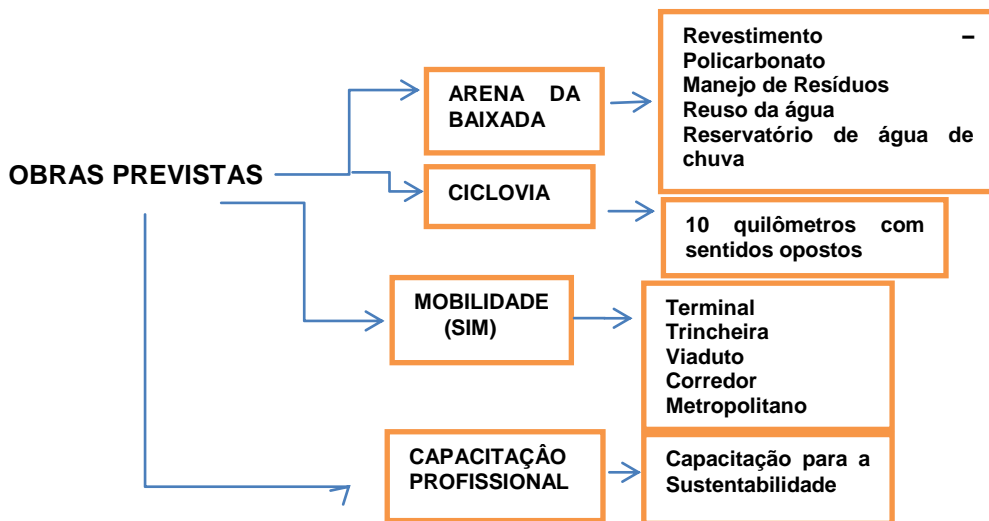 OBRAS PREVISTAS
ARENA DA
BAIXADA
Revestimento –
Policarbonato
Manejo de Resíduos
Reuso da água
Reservatório de água de
chuva
CICLOVIA
10 quilômetros com
sentidos opostos
MOBILIDADE
(SIM)
Terminal
Trincheira
Viaduto
Corredor
Metropolitano
CAPACITAÇÂO
PROFISSIONAL
Capacitação para a
Sustentabilidade